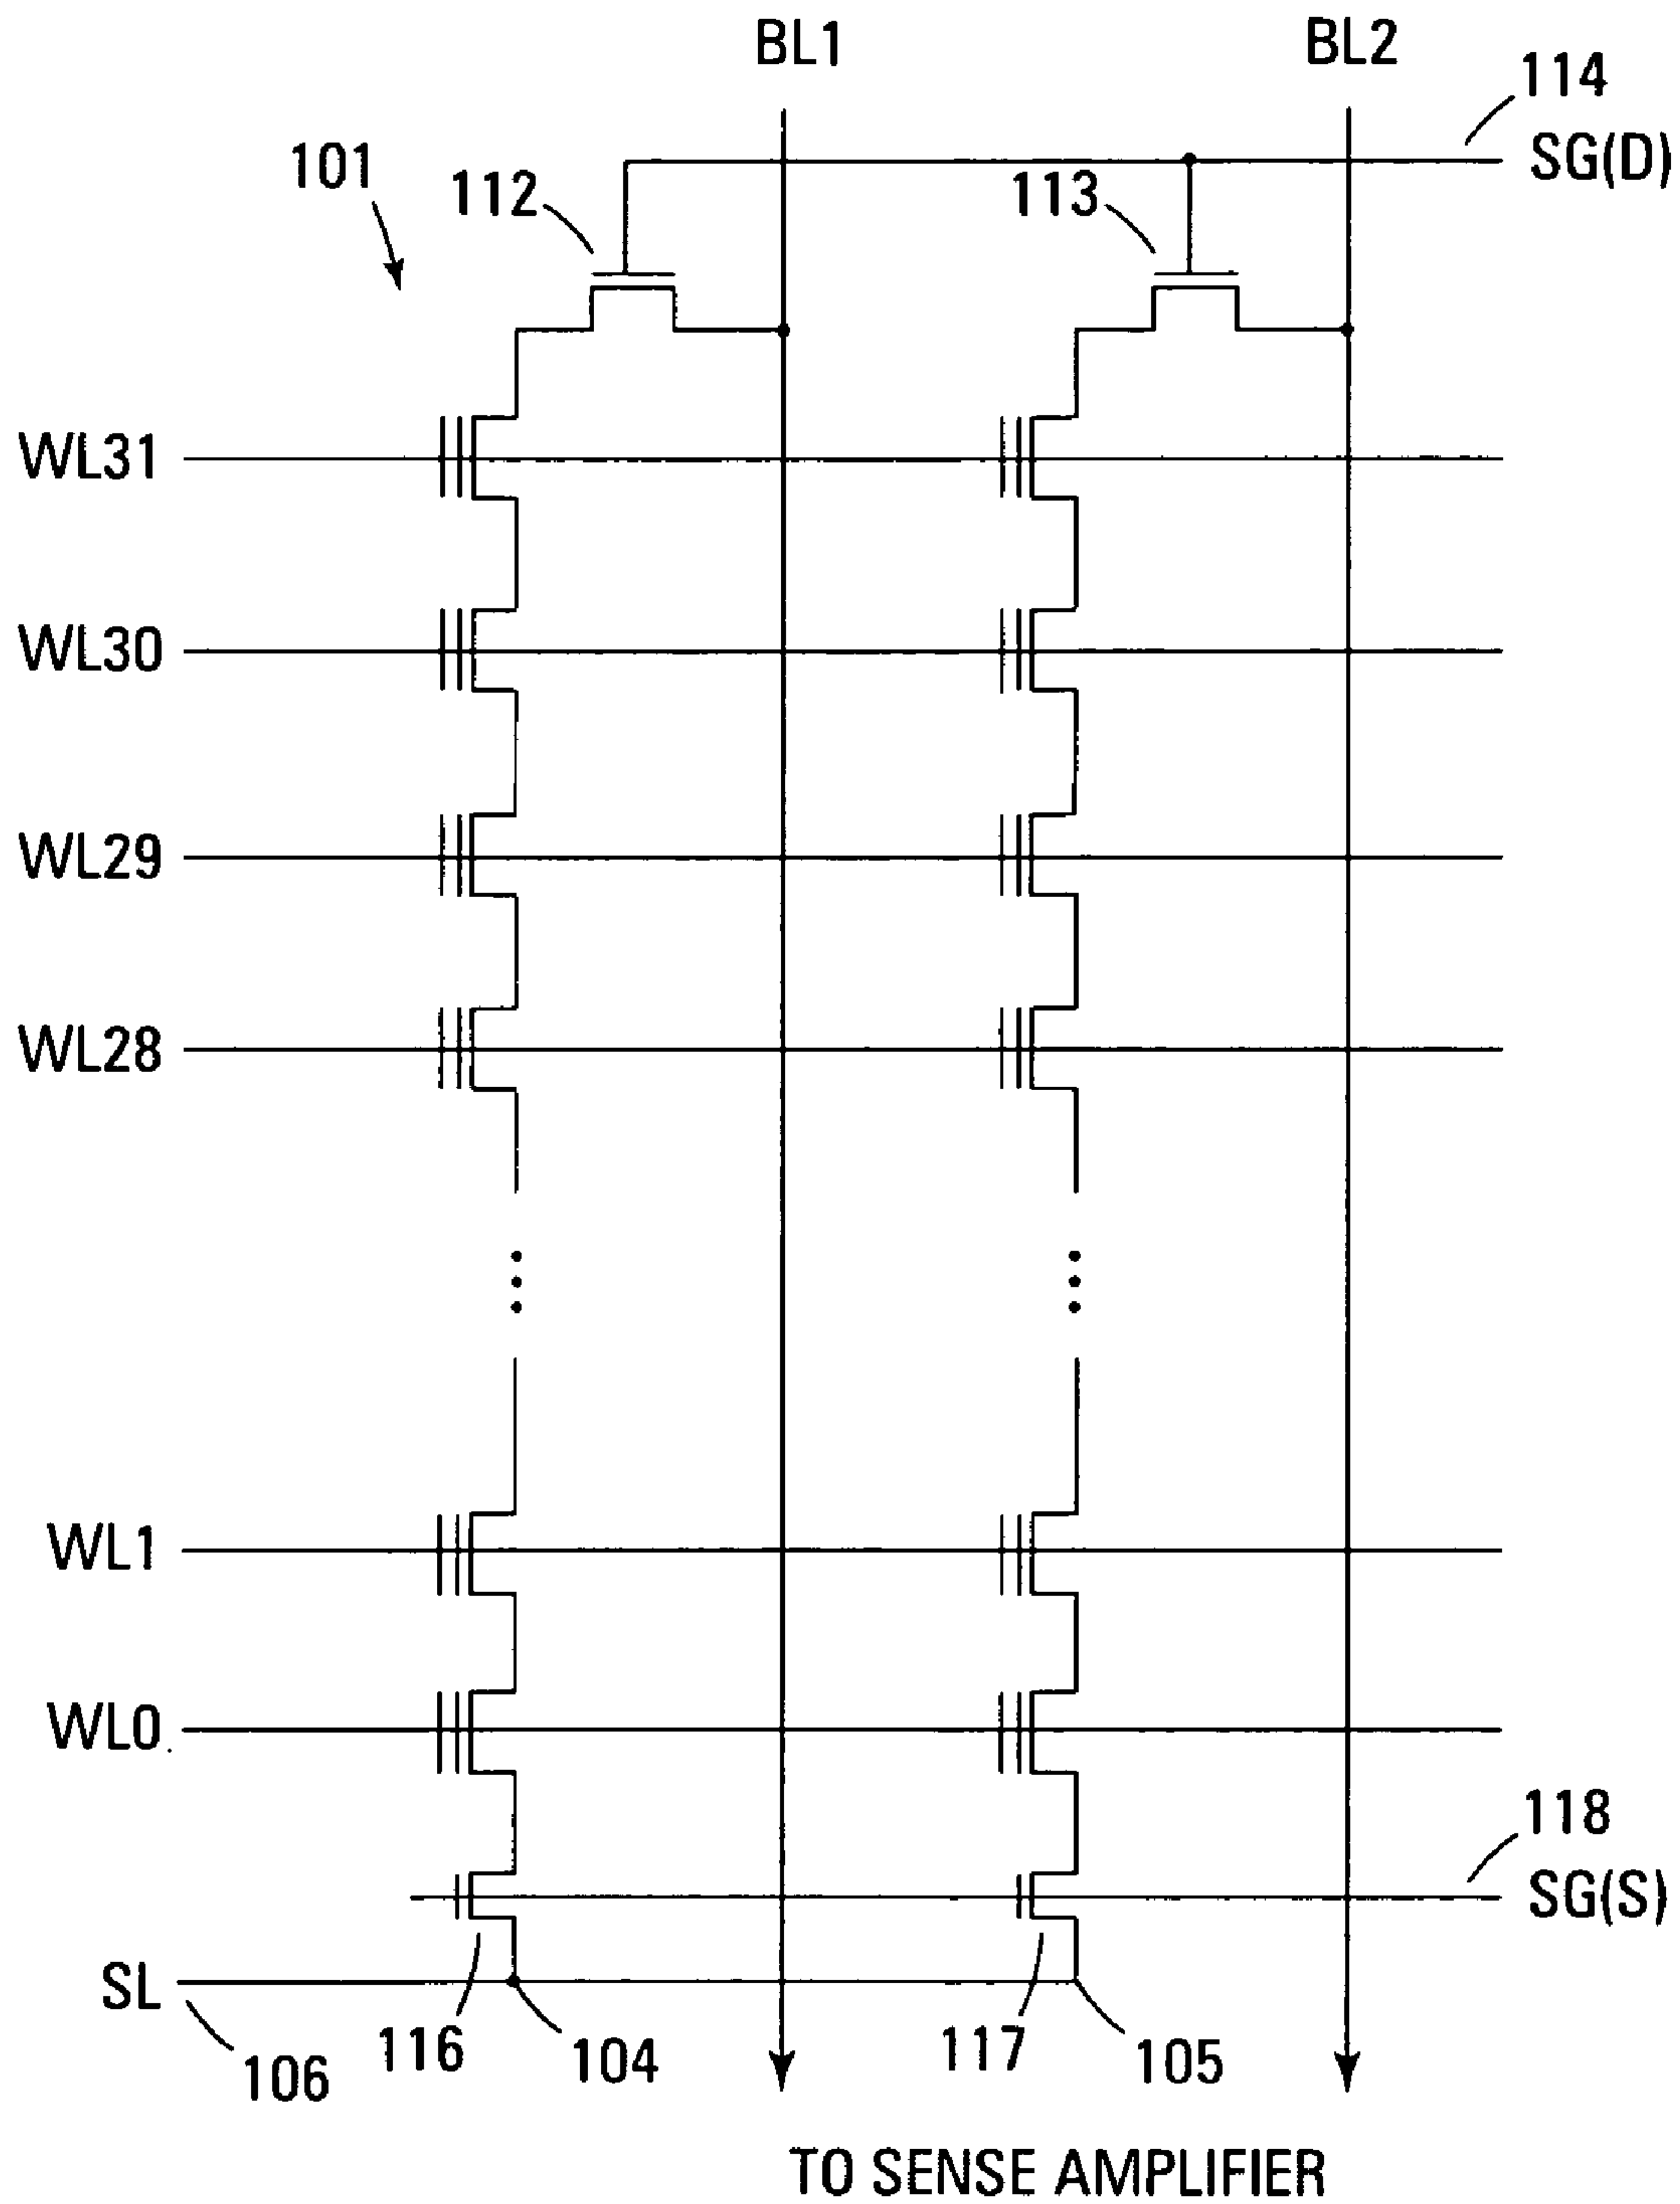 BL1 BL2
114
SG(D)
101
112 113
WL31
WL30
WL29
WL28
WL1
WL0
118
SG(S)
SL
106
116
104
117
105
TO SENSE AMPLIFIER